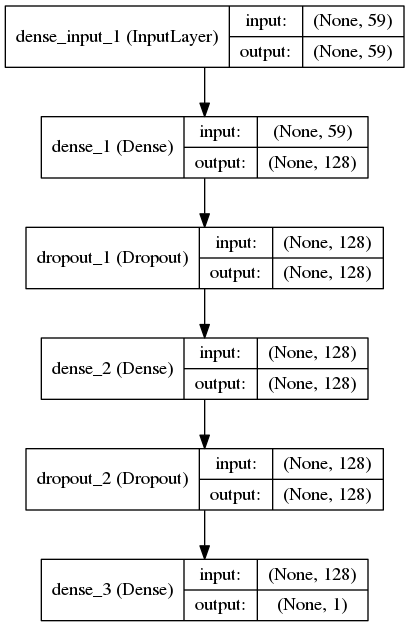 dense_input_1 (InputLayer) input: (None, 59)
output: (None, 59)
dense_1 (Dense) input: (None, 59)
output: (None, 128)
dropout_1 (Dropout) input: (None, 128)
output: (None, 128)
dense_2 (Dense) input: (None, 128)
output: (None, 128)
dropout_2 (Dropout) input: (None, 128)
output: (None, 128)
dense_3 (Dense) input: (None, 128)
output: (None, 1)